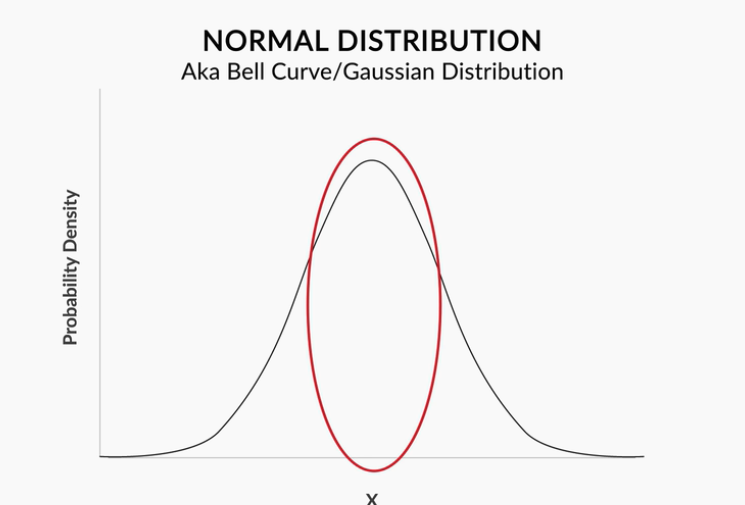 NORMAL DISTRIBUTION
Aka Bell Curve/Gaussian Distribution
Probability Density
X